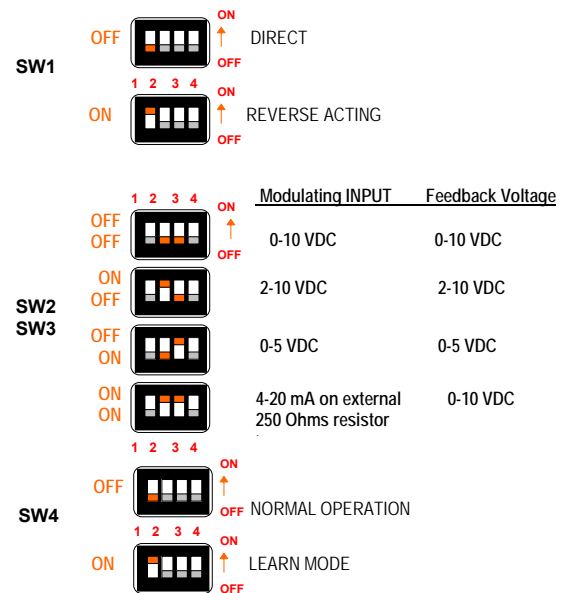 ON
OFF DIRECT
OFF
SW1
1 2 3 4
ON
ON REVERSE ACTING
OFF
1 2 3 4 ON Modulating INPUT Feedback Voltage
OFF
OFF 0-10 VDC 0-10 VDC
OFF
ON
OFF 2-10 VDC 2-10 VDC
SW2
SW3
OFF
ON 0-5 VDC 0-5 VDC
ON
ON
4-20 mA on external 0-10 VDC
250 Ohms resistor
1 2 3 4
ON
OFF
OFF NORMAL OPERATION
SW4
1 2 3 4
ON
ON LEARN MODE
OFF